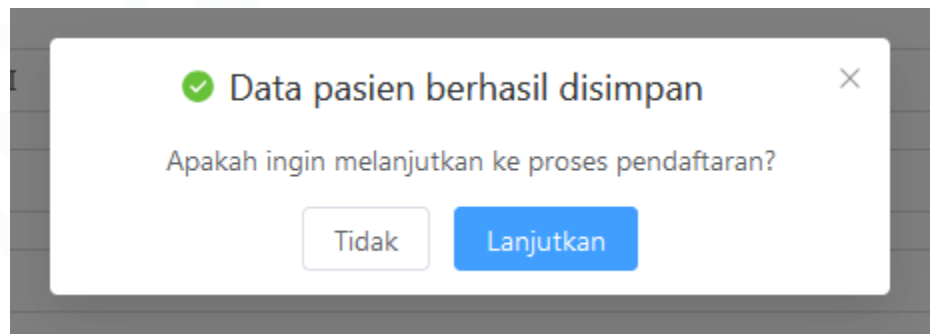 Data pasien berhasil disimpan
Apakah ingin melanjutkan ke proses pendaftaran?
Tidak
Lanjutkan